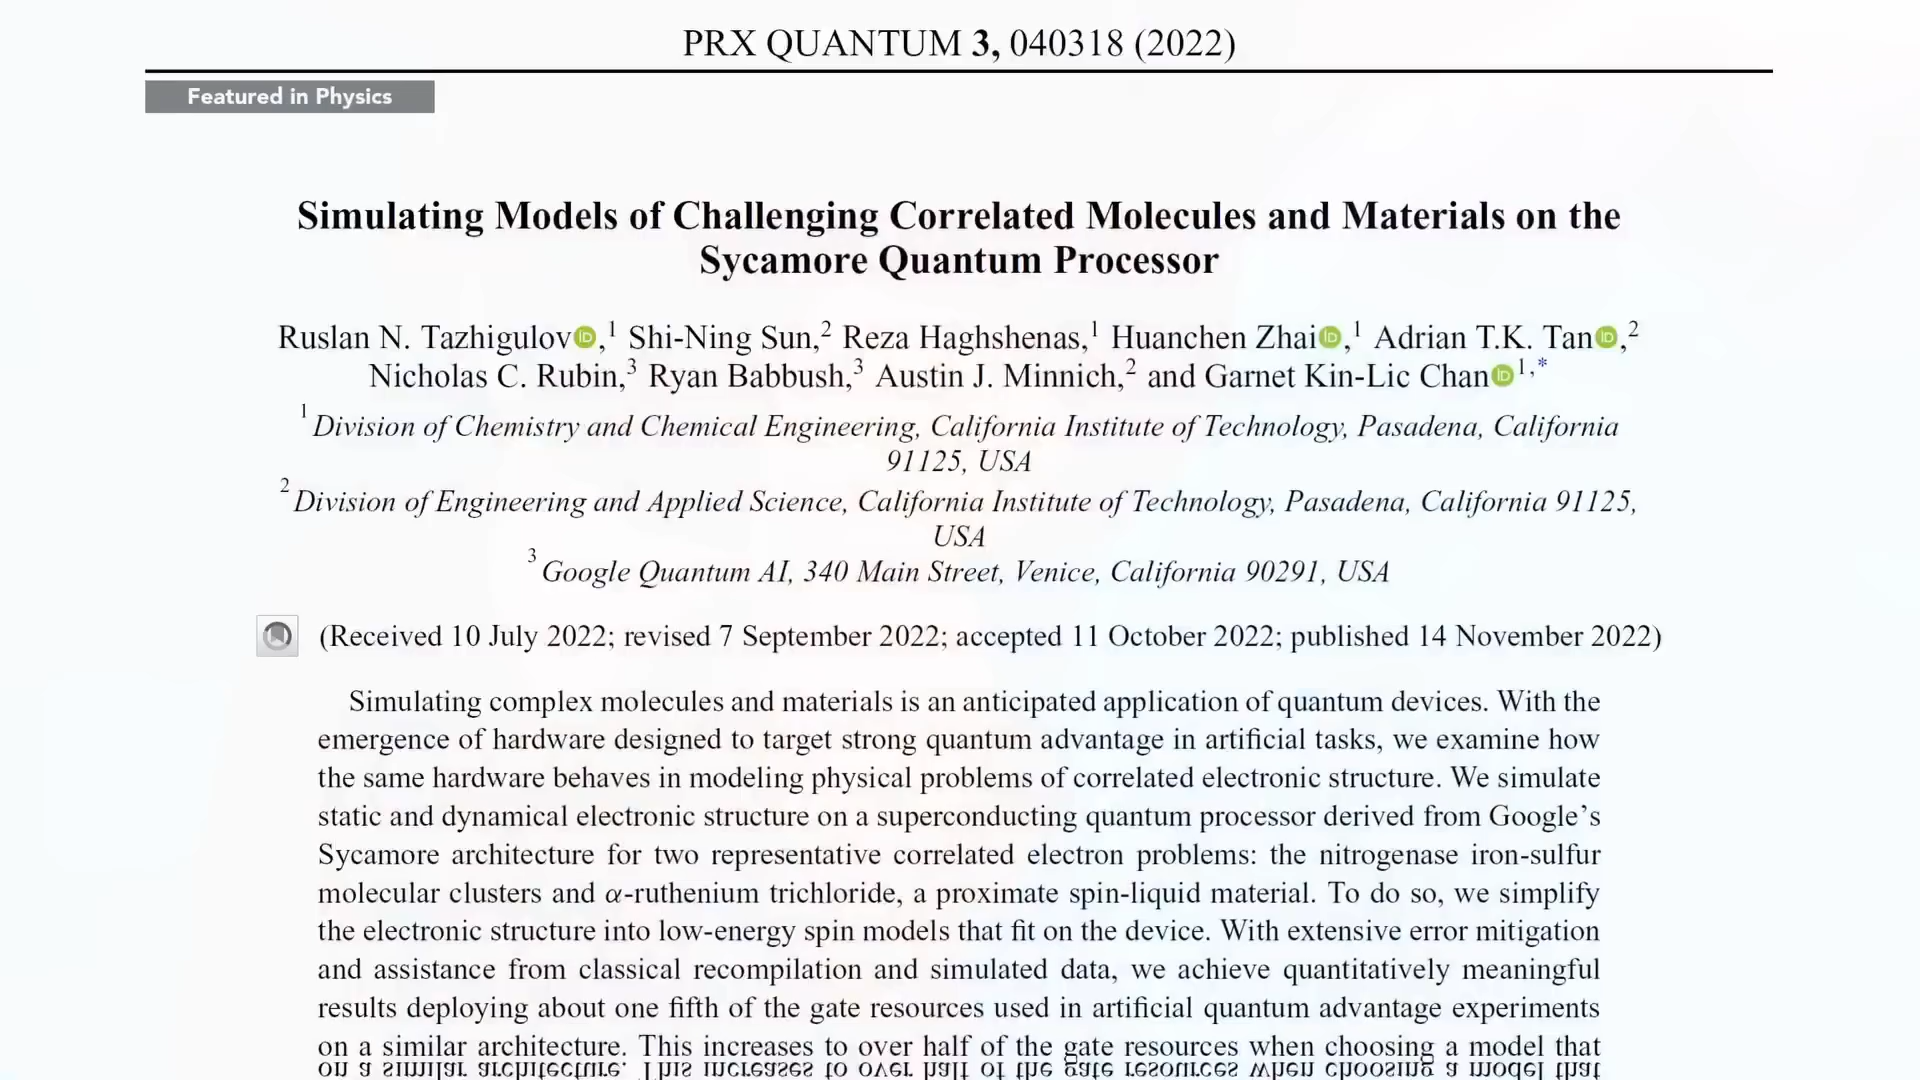 PRX QUANTUM 3, 040318 (2022)
Featured in Physics
Simulating Models of Challenging Correlated Molecules and Materials on the
Sycamore Quantum Processor
Ruslan N. Tazhigulov iD,1 Shi-Ning Sun,2 Reza Haghshenas,1 Huanchen Zhai iD,1 Adrian T.K. Tan iD,2
Nicholas C. Rubin,3 Ryan Babbush,3 Austin J. Minnich,2 and Garnet Kin-Lic Chan iD 1,*
1 Division of Chemistry and Chemical Engineering, California Institute of Technology, Pasadena, California
91125, USA
2 Division of Engineering and Applied Science, California Institute of Technology, Pasadena, California 91125,
USA
3 Google Quantum AI, 340 Main Street, Venice, California 90291, USA
(Received 10 July 2022; revised 7 September 2022; accepted 11 October 2022; published 14 November 2022)
Simulating complex molecules and materials is an anticipated application of quantum devices. With the
emergence of hardware designed to target strong quantum advantage in artificial tasks, we examine how
the same hardware behaves in modeling physical problems of correlated electronic structure. We simulate
static and dynamical electronic structure on a superconducting quantum processor derived from Google's
Sycamore architecture for two representative correlated electron problems: the nitrogenase iron-sulfur
molecular clusters and α-ruthenium trichloride, a proximate spin-liquid material. To do so, we simplify
the electronic structure into low-energy spin models that fit on the device. With extensive error mitigation
and assistance from classical recompilation and simulated data, we achieve quantitatively meaningful
results deploying about one fifth of the gate resources used in artificial quantum advantage experiments
on a similar architecture. This increases to over half of the gate resources when choosing a model that